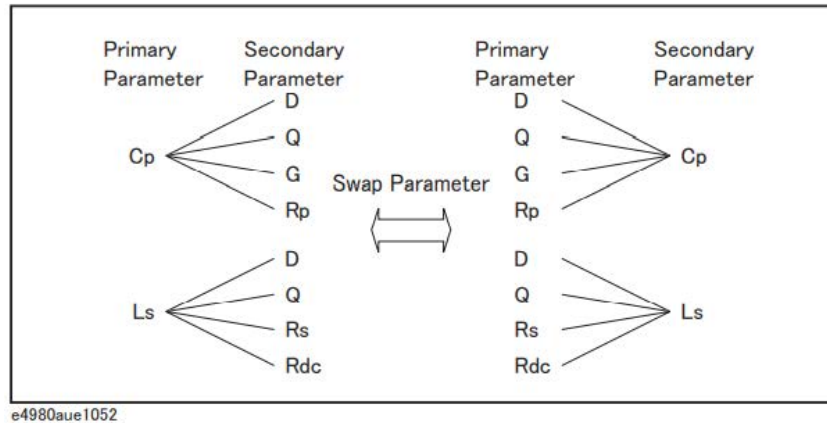 Primary Parameter Secondary Parameter Primary Parameter Secondary Parameter
D D
Q Q
Cp Cp
G G
Swap Parameter
Rp Rp
D D
Q Q
Ls Ls
Rs Rs
Rdc Rdc
e4980aue1052